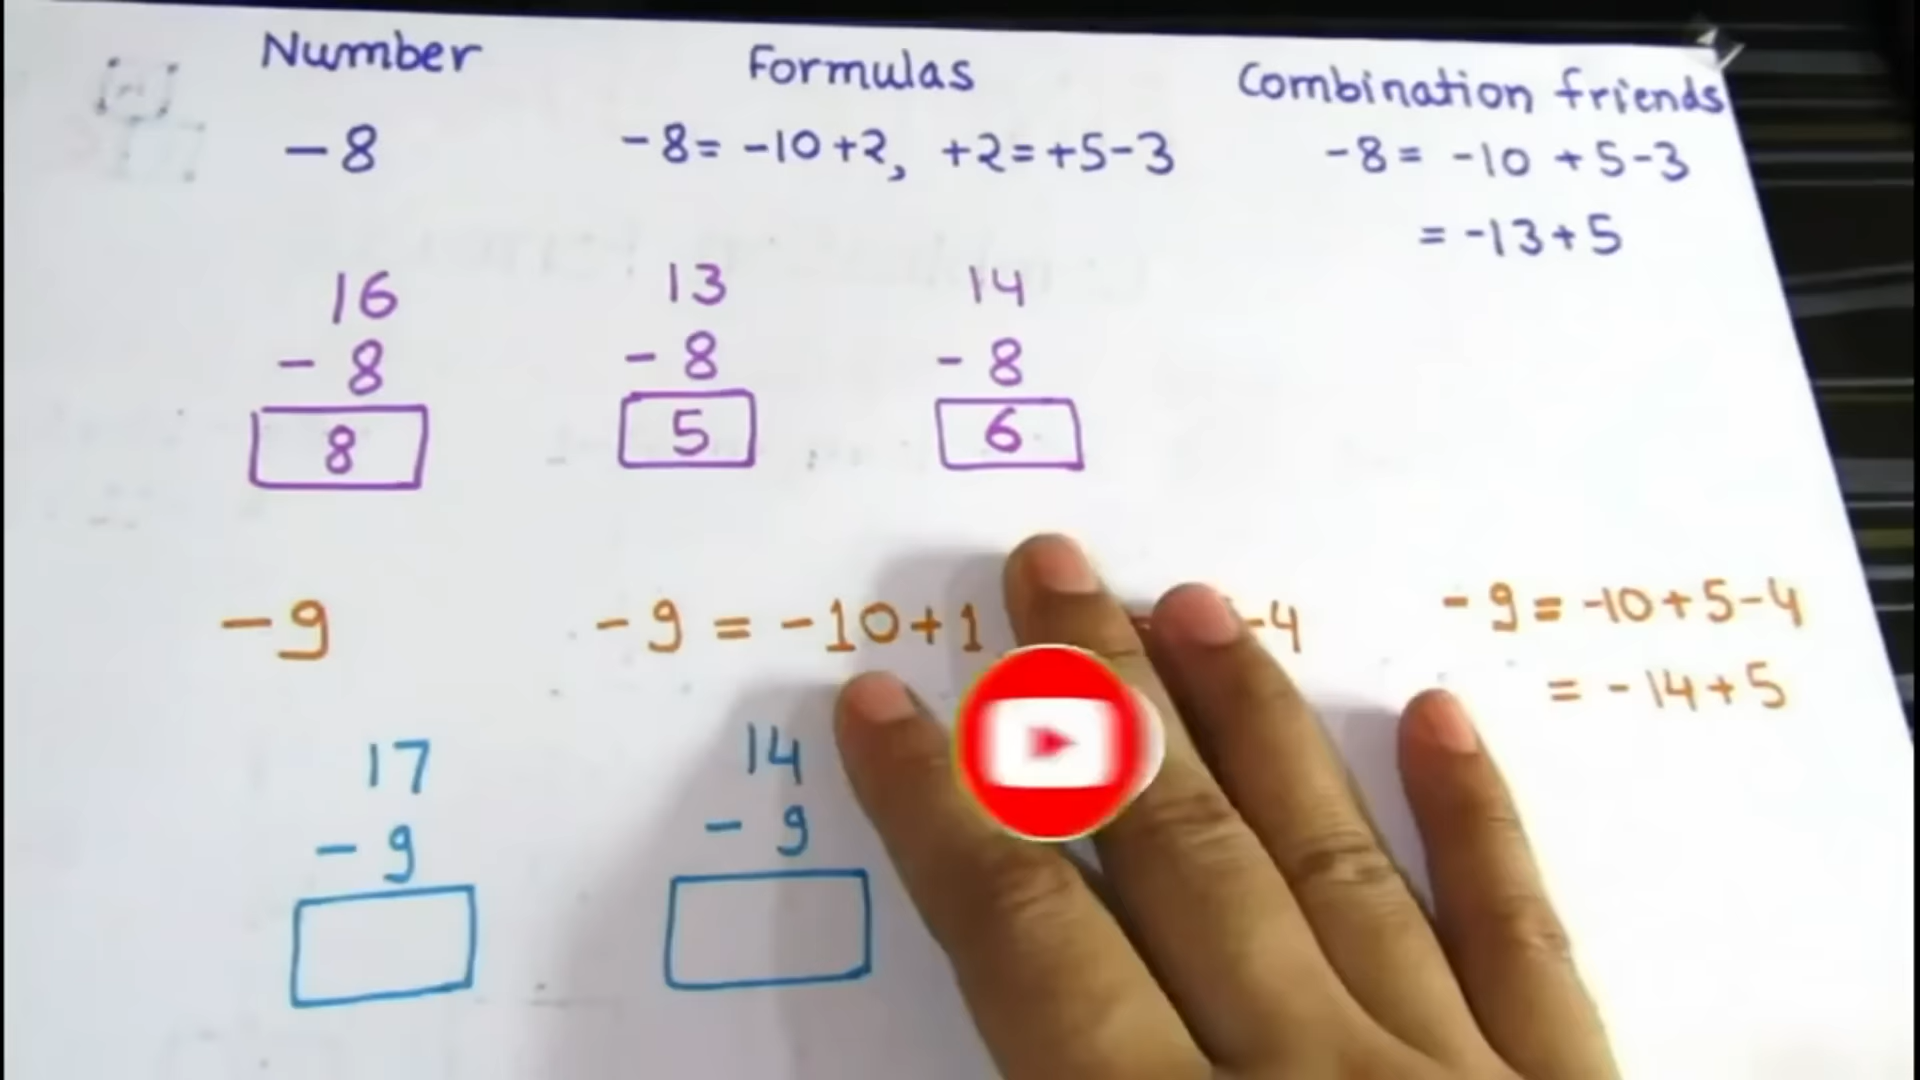 Number Formulas Combination friends
-8 -8= -10+2, +2=+5-3 -8= -10 +5-3
= -13+5
16 13 14
- 8 - 8 - 8
8 5 6
-9 -9 = -10+1 -4 -9= -10+5-4
= -14+5
17 14
- 9 - 9